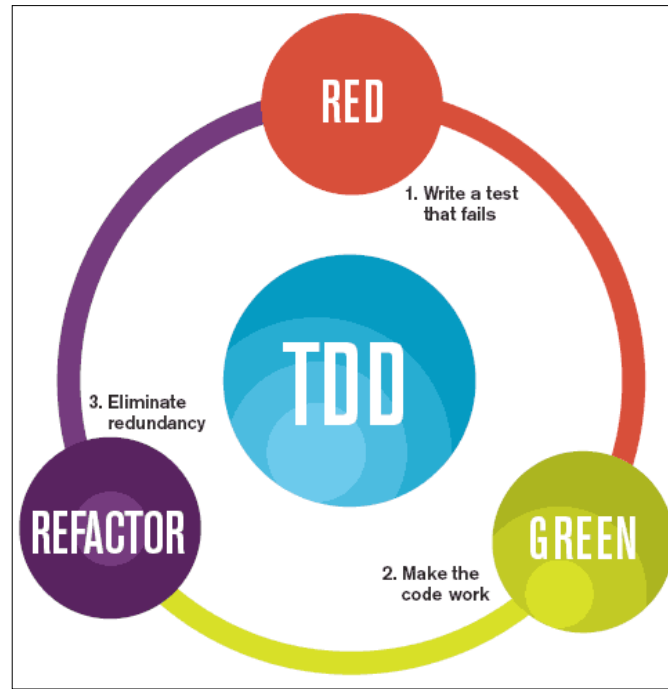 RED
1. Write a test
that fails
TDD
3. Eliminate
redundancy
REFACTOR
GREEN
2. Make the
code work